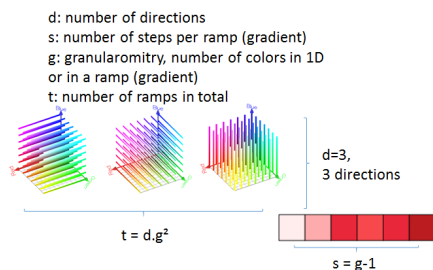 d: number of directions
s: number of steps per ramp (gradient)
g: granularomitry, number of colors in 1D
or in a ramp (gradient)
t: number of ramps in total
d=3,
3 directions
t = d.g²
s = g-1